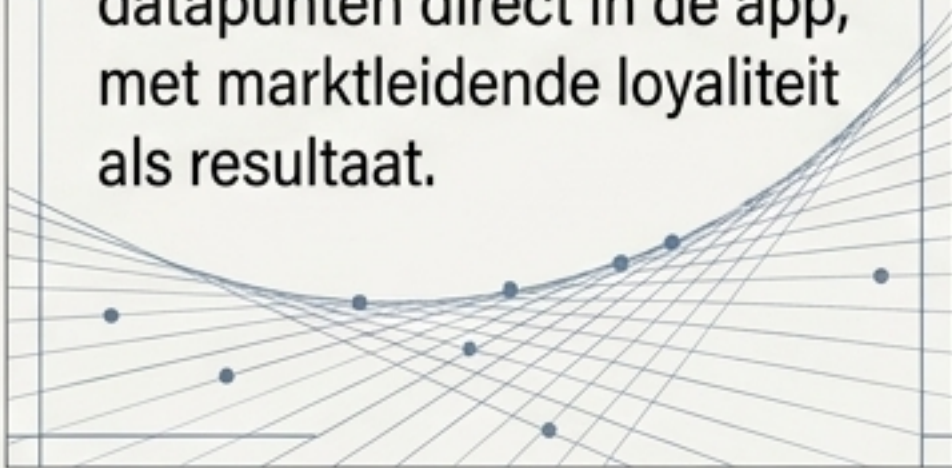 datapunten direct in de app,
met marktleidende loyaliteit
als resultaat.